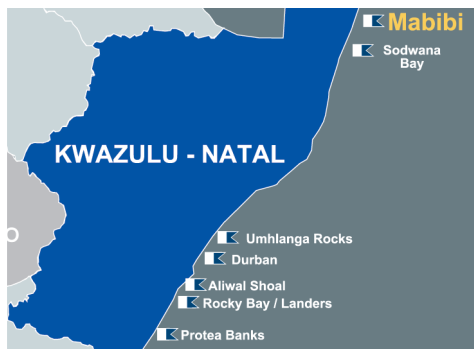 Mabibi
Sodwana
Bay
KWAZULU - NATAL
O
Umhlanga Rocks
Durban
Aliwal Shoal
Rocky Bay / Landers
Protea Banks